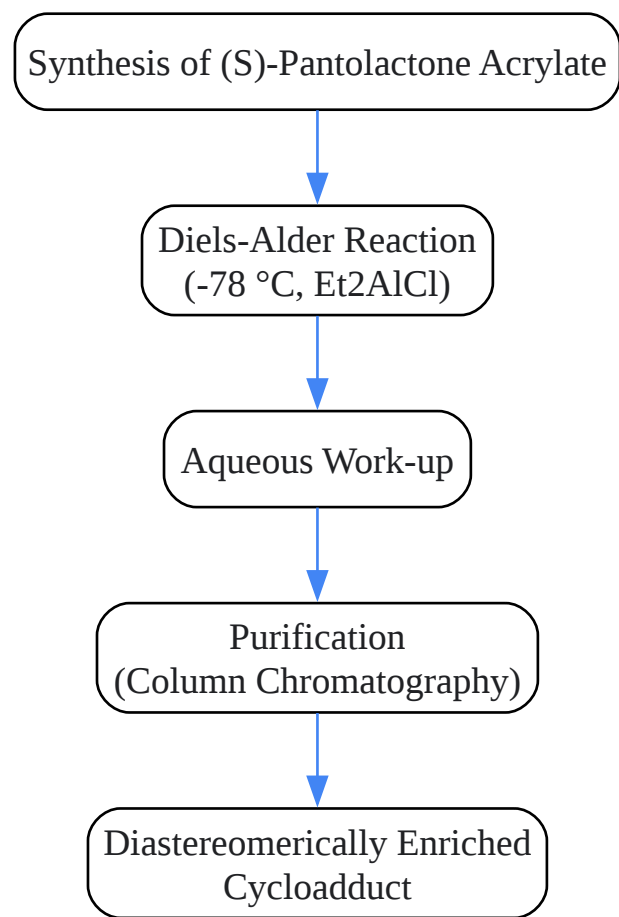 Synthesis of (S)-Pantolactone Acrylate
Diels-Alder Reaction
(-78 °C, Et2AlCl)
Aqueous Work-up
Purification
(Column Chromatography)
Diastereomerically Enriched
Cycloadduct